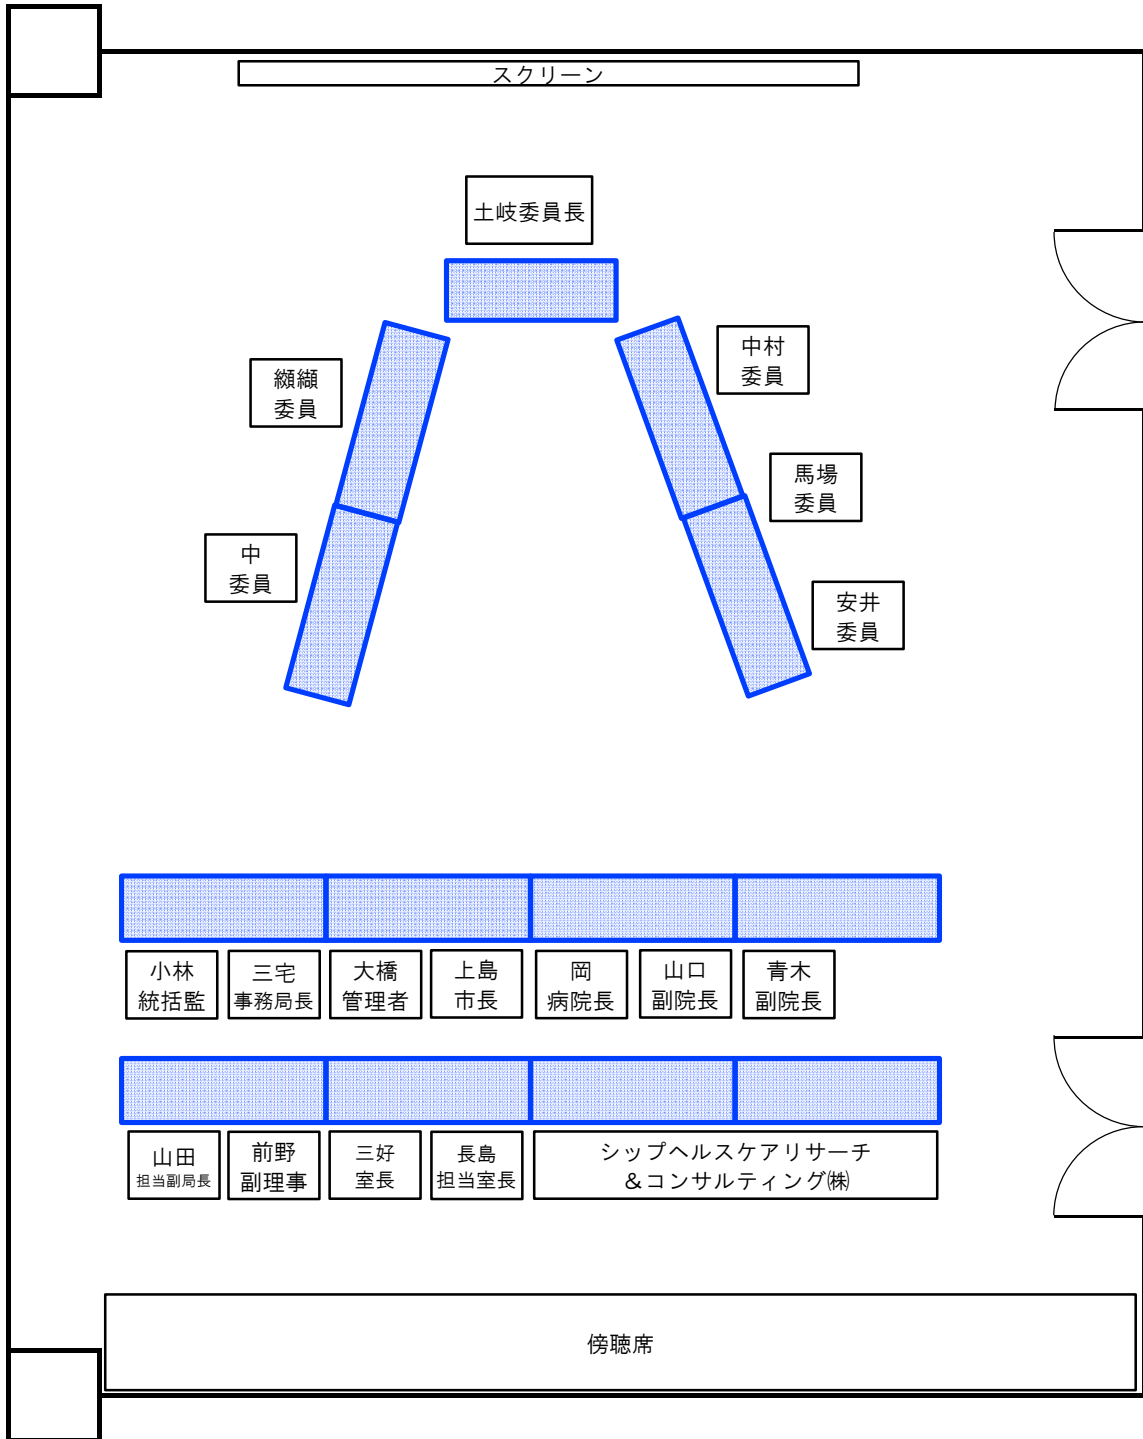 スクリーン
土岐委員長
中村
委員
纐纈
委員
馬場
委員
中
委員
安井
委員
小林
統括監
三宅
事務局長
大橋
管理者
上島
市長
岡
病院長
山口
副院長
青木
副院長
山田
担当副局長
前野
副理事
三好
室長
長島
担当室長
シップヘルスケアリサーチ
&コンサルティング㈱
傍聴席